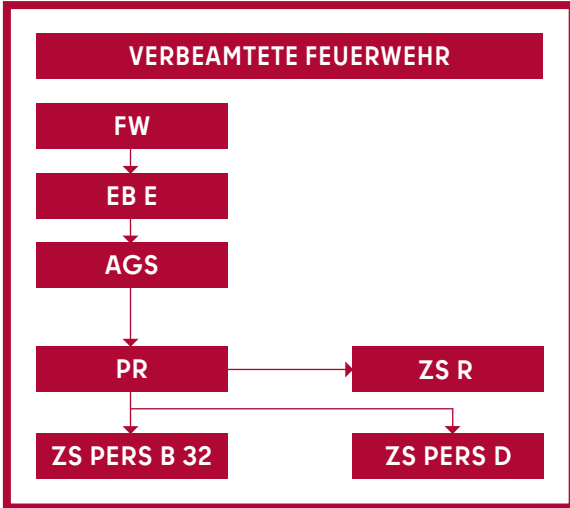 VERBEAMTETE FEUERWEHR
FW
EB E
AGS
PR
ZS R
ZS PERS B 32
ZS PERS D